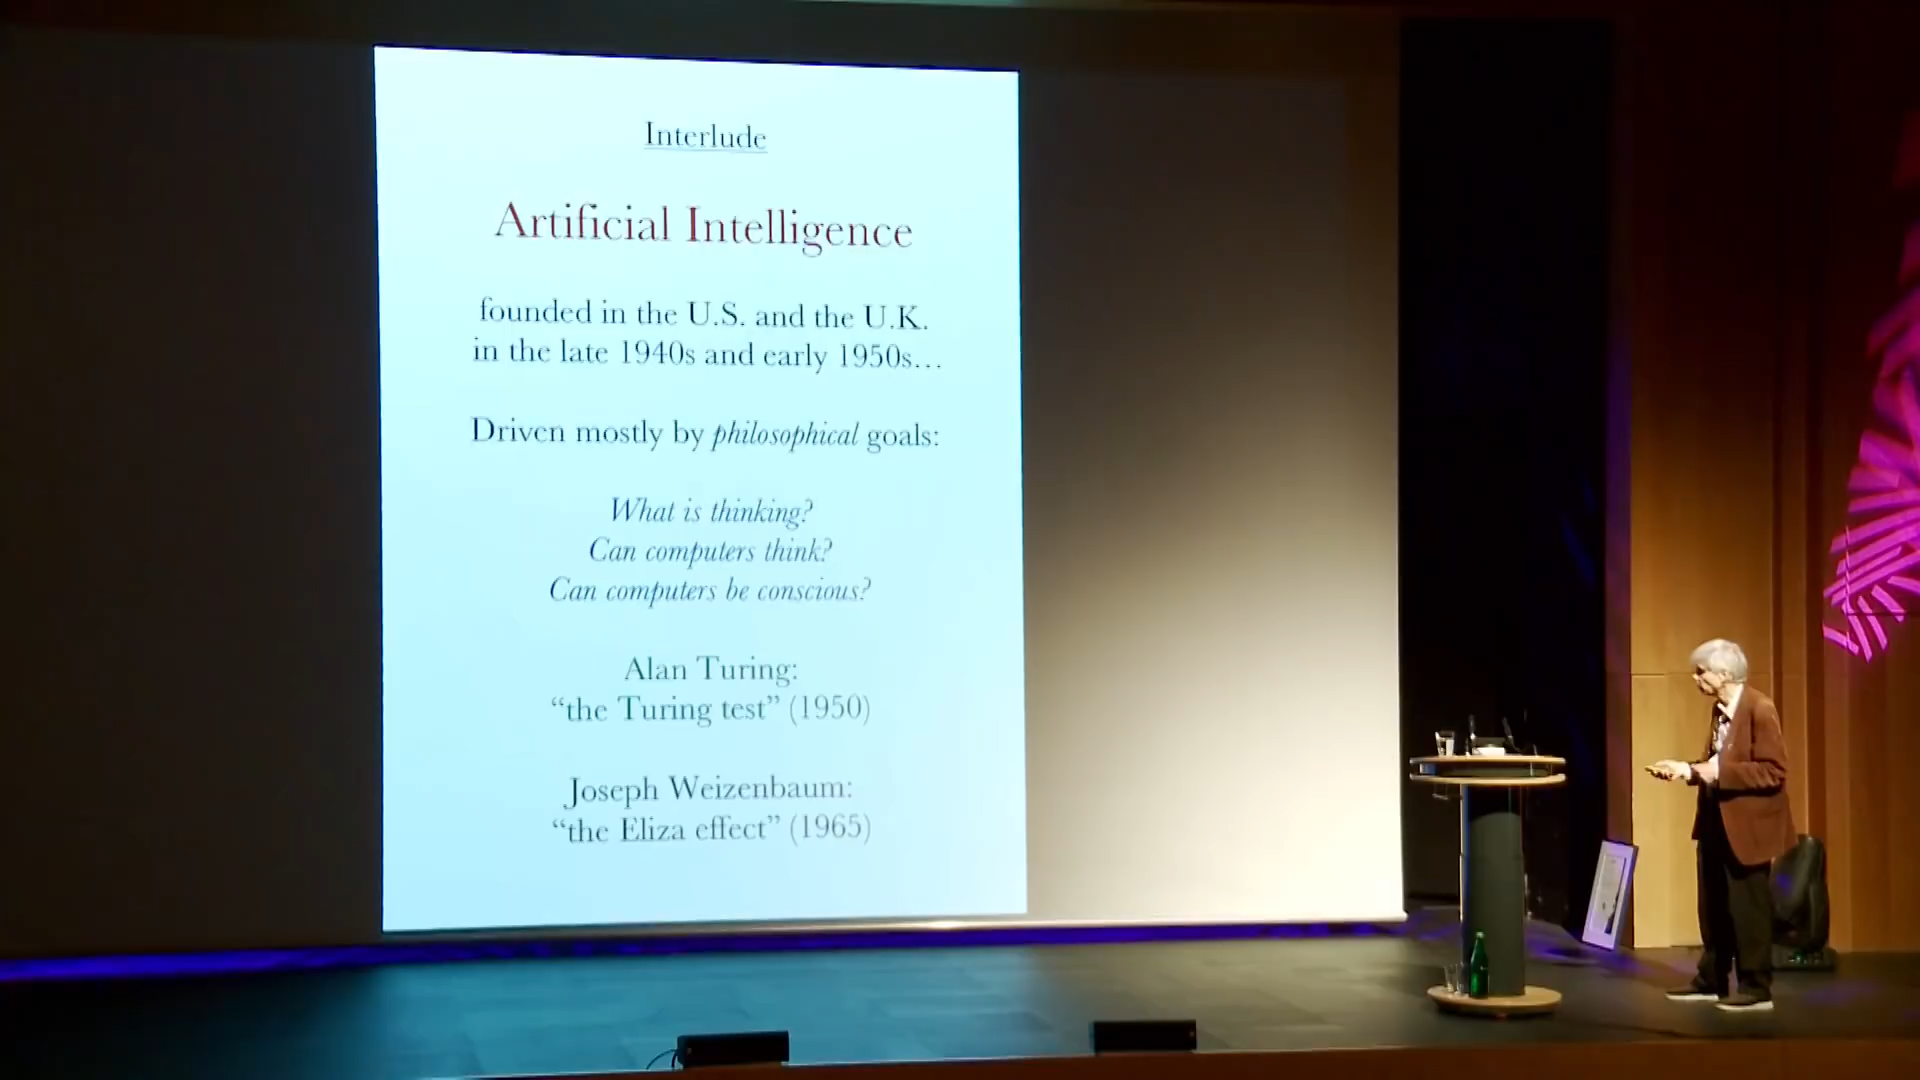 Interlude
Artificial Intelligence
founded in the U.S. and the U.K.
in the late 1940s and early 1950s…
Driven mostly by philosophical goals:
What is thinking?
Can computers think?
Can computers be conscious?
Alan Turing:
“the Turing test” (1950)
Joseph Weizenbaum:
“the Eliza effect” (1965)